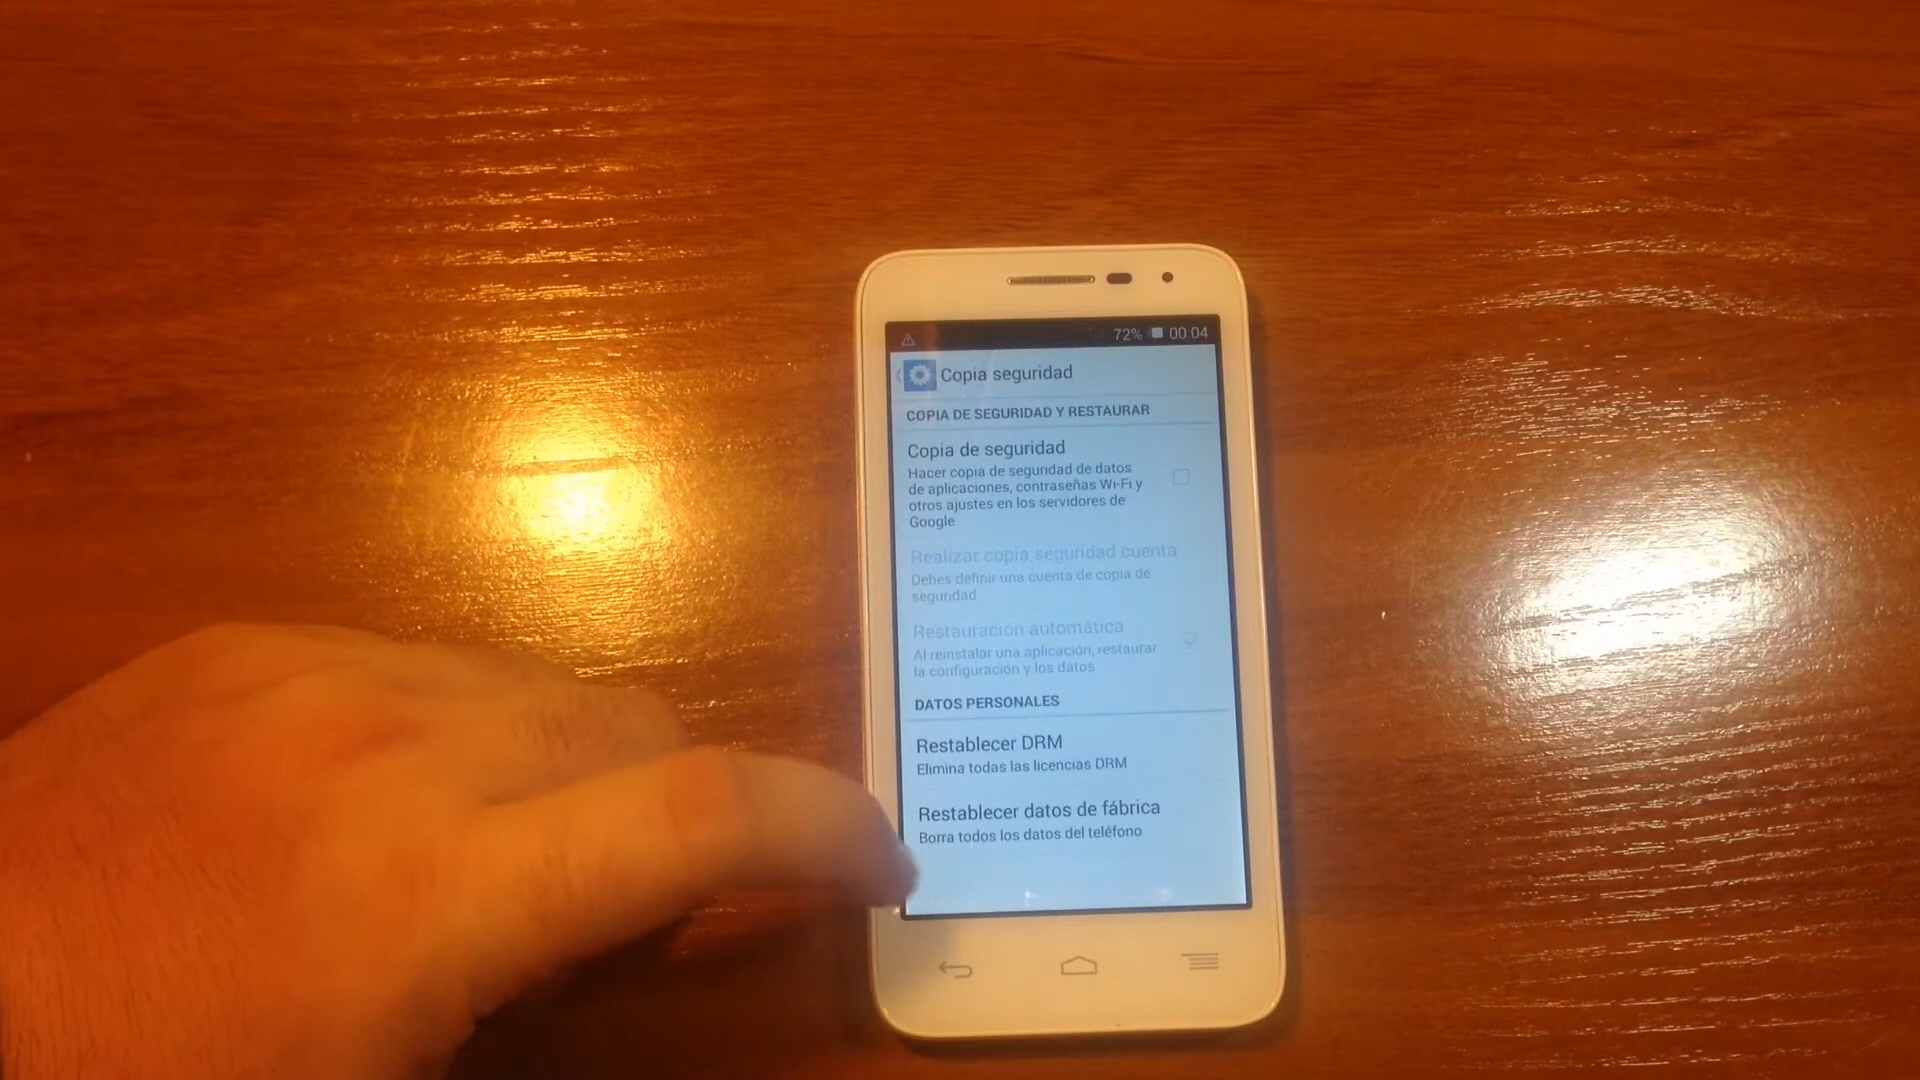 72% 00:04
Copia seguridad
COPIA DE SEGURIDAD Y RESTAURAR
Copia de seguridad
Hacer copia de seguridad de datos
de aplicaciones, contraseñas Wi-Fi y
otros ajustes en los servidores de
Google
Realizar copia seguridad cuenta
Debes definir una cuenta de copia de
seguridad
Restauración automática
Al reinstalar una aplicación, restaurar
la configuración y los datos
DATOS PERSONALES
Restablecer DRM
Elimina todas las licencias DRM
Restablecer datos de fábrica
Borra todos los datos del teléfono